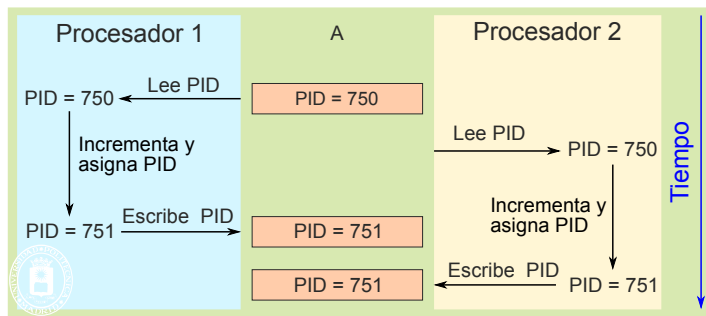 Procesador 1
A
Procesador 2
Lee PID
PID = 750
PID = 750
Lee PID
PID = 750
Incrementa y
asigna PID
Incrementa y
asigna PID
Escribe PID
PID = 751
PID = 751
Escribe PID
PID = 751
PID = 751
Tiempo